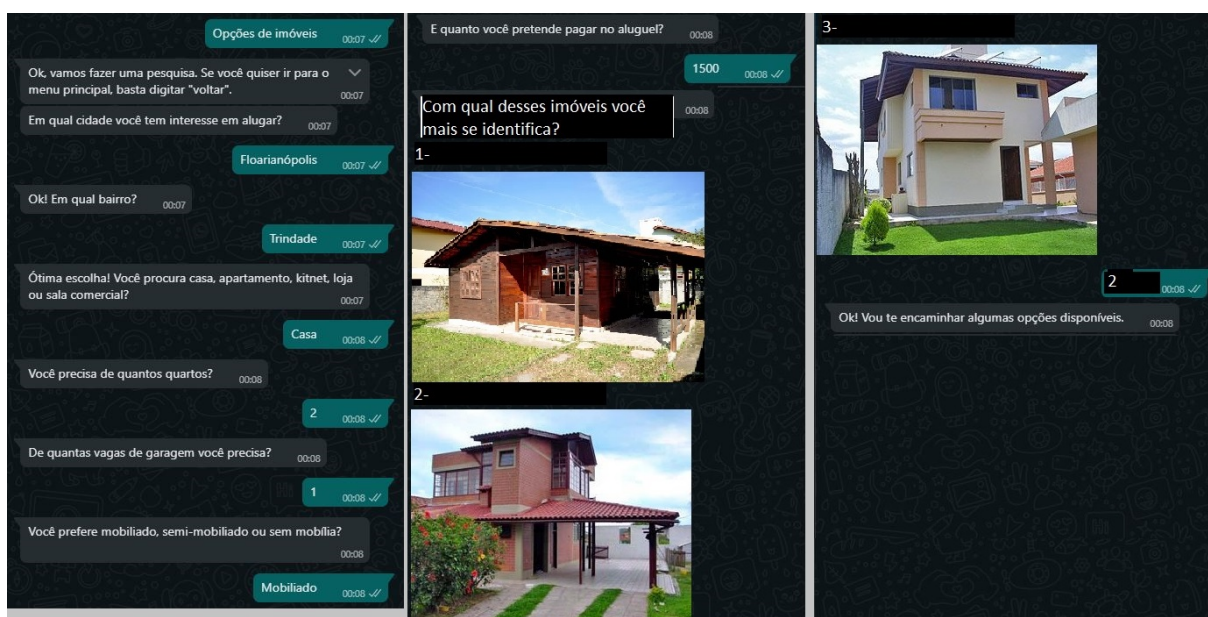 Opções de imóveis 00:07
Ok, vamos fazer uma pesquisa. Se você quiser ir para o
menu principal, basta digitar "voltar". 00:07
Em qual cidade você tem interesse em alugar? 00:07
Floarianópolis 00:07
Ok! Em qual bairro? 00:07
Trindade 00:07
Ótima escolha! Você procura casa, apartamento, kitnet, loja
ou sala comercial? 00:07
Casa 00:08
Você precisa de quantos quartos? 00:08
2 00:08
De quantas vagas de garagem você precisa? 00:08
1 00:08
Você prefere mobiliado, semi-mobiliado ou sem mobília?
00:08
Mobiliado 00:08
E quanto você pretende pagar no aluguel? 00:08
1500 00:08
Com qual desses imóveis você 00:08
mais se identifica?
1-
2-
3-
2 00:08
Ok! Vou te encaminhar algumas opções disponíveis. 00:08